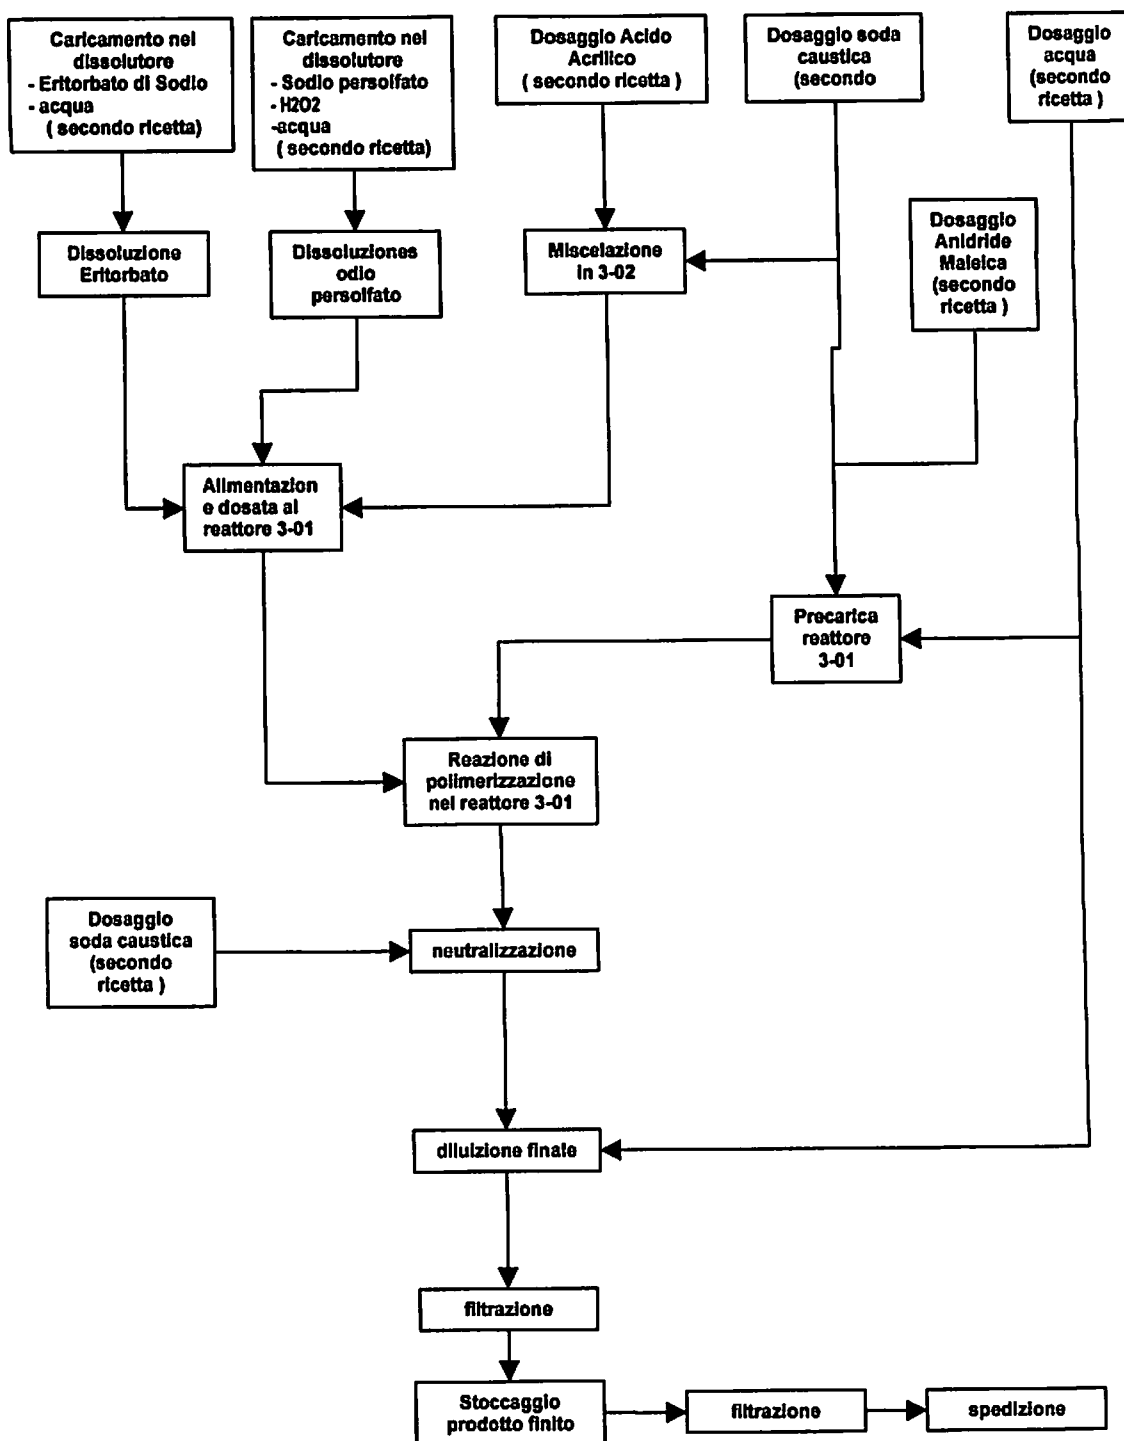 Caricamento nel
dissolutore
- Eritorbato di Sodio
- acqua
( secondo ricetta)
Caricamento nel
dissolutore
- Sodio persolfato
- H2O2
-acqua
( secondo ricetta)
Dosaggio Acido
Acrilico
( secondo ricetta )
Dosaggio soda
caustica
(secondo
Dosaggio
acqua
(secondo
ricetta )
Dissoluzione
Eritorbato
Dissoluziones
odio
persolfato
Miscelazione
in 3-02
Dosaggio
Anidride
Maleica
(secondo
ricetta )
Alimentazion
e dosata al
reattore 3-01
Precarica
reattore
3-01
Reazione di
polimerizzazione
nel reattore 3-01
Dosaggio
soda caustica
(secondo
ricetta )
neutralizzazione
diluizione finale
filtrazione
Stoccaggio
prodotto finito
filtrazione
spedizione